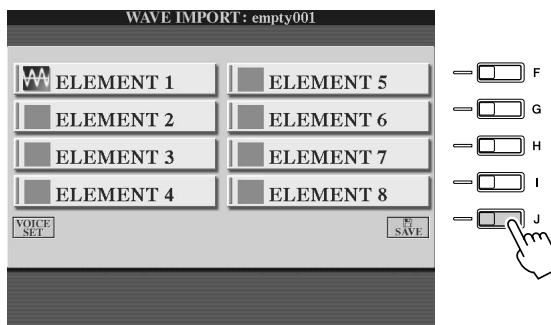 WAVE IMPORT: empty001
ELEMENT 1
ELEMENT 2
ELEMENT 3
ELEMENT 4
ELEMENT 5
ELEMENT 6
ELEMENT 7
ELEMENT 8
VOICE
SET
SAVE
F
G
H
I
J